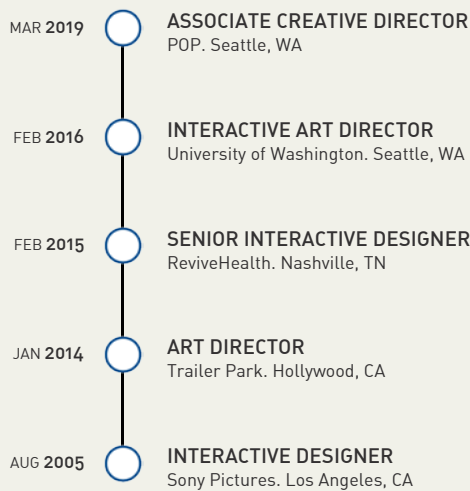 MAR 2019
ASSOCIATE CREATIVE DIRECTOR
POP. Seattle, WA
FEB 2016
INTERACTIVE ART DIRECTOR
University of Washington. Seattle, WA
FEB 2015
SENIOR INTERACTIVE DESIGNER
ReviveHealth. Nashville, TN
JAN 2014
ART DIRECTOR
Trailer Park. Hollywood, CA
AUG 2005
INTERACTIVE DESIGNER
Sony Pictures. Los Angeles, CA